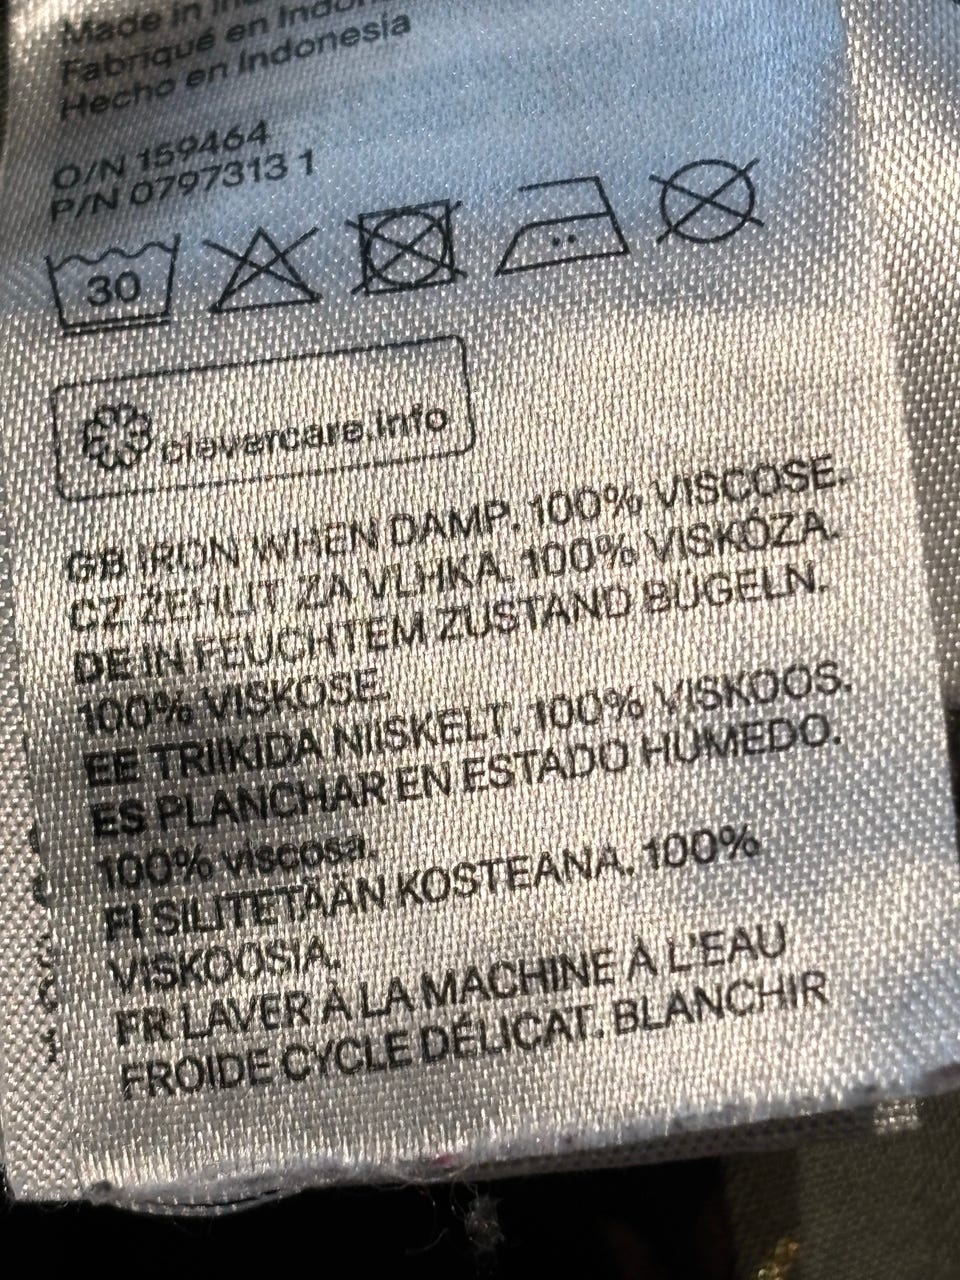 Made in
Fabriqué en
Hecho en Indonesia
O/N 159464
P/N 0797313 1
30
clevercare.info
GB IRON WHEN DAMP. 100% VISCOSE.
CZ ŽEHLIT ZA VLHKA. 100% VISKÓZA.
DE IN FEUCHTEM ZUSTAND BÜGELN.
100% VISKOSE.
EE TRIIKIDA NIISKELT. 100% VISKOOS.
ES PLANCHAR EN ESTADO HÚMEDO.
100% viscosa.
FI SILITETÄÄN KOSTEANA. 100%
VISKOOSIA.
FR LAVER À LA MACHINE À L'EAU
FROIDE CYCLE DÉLICAT. BLANCHIR